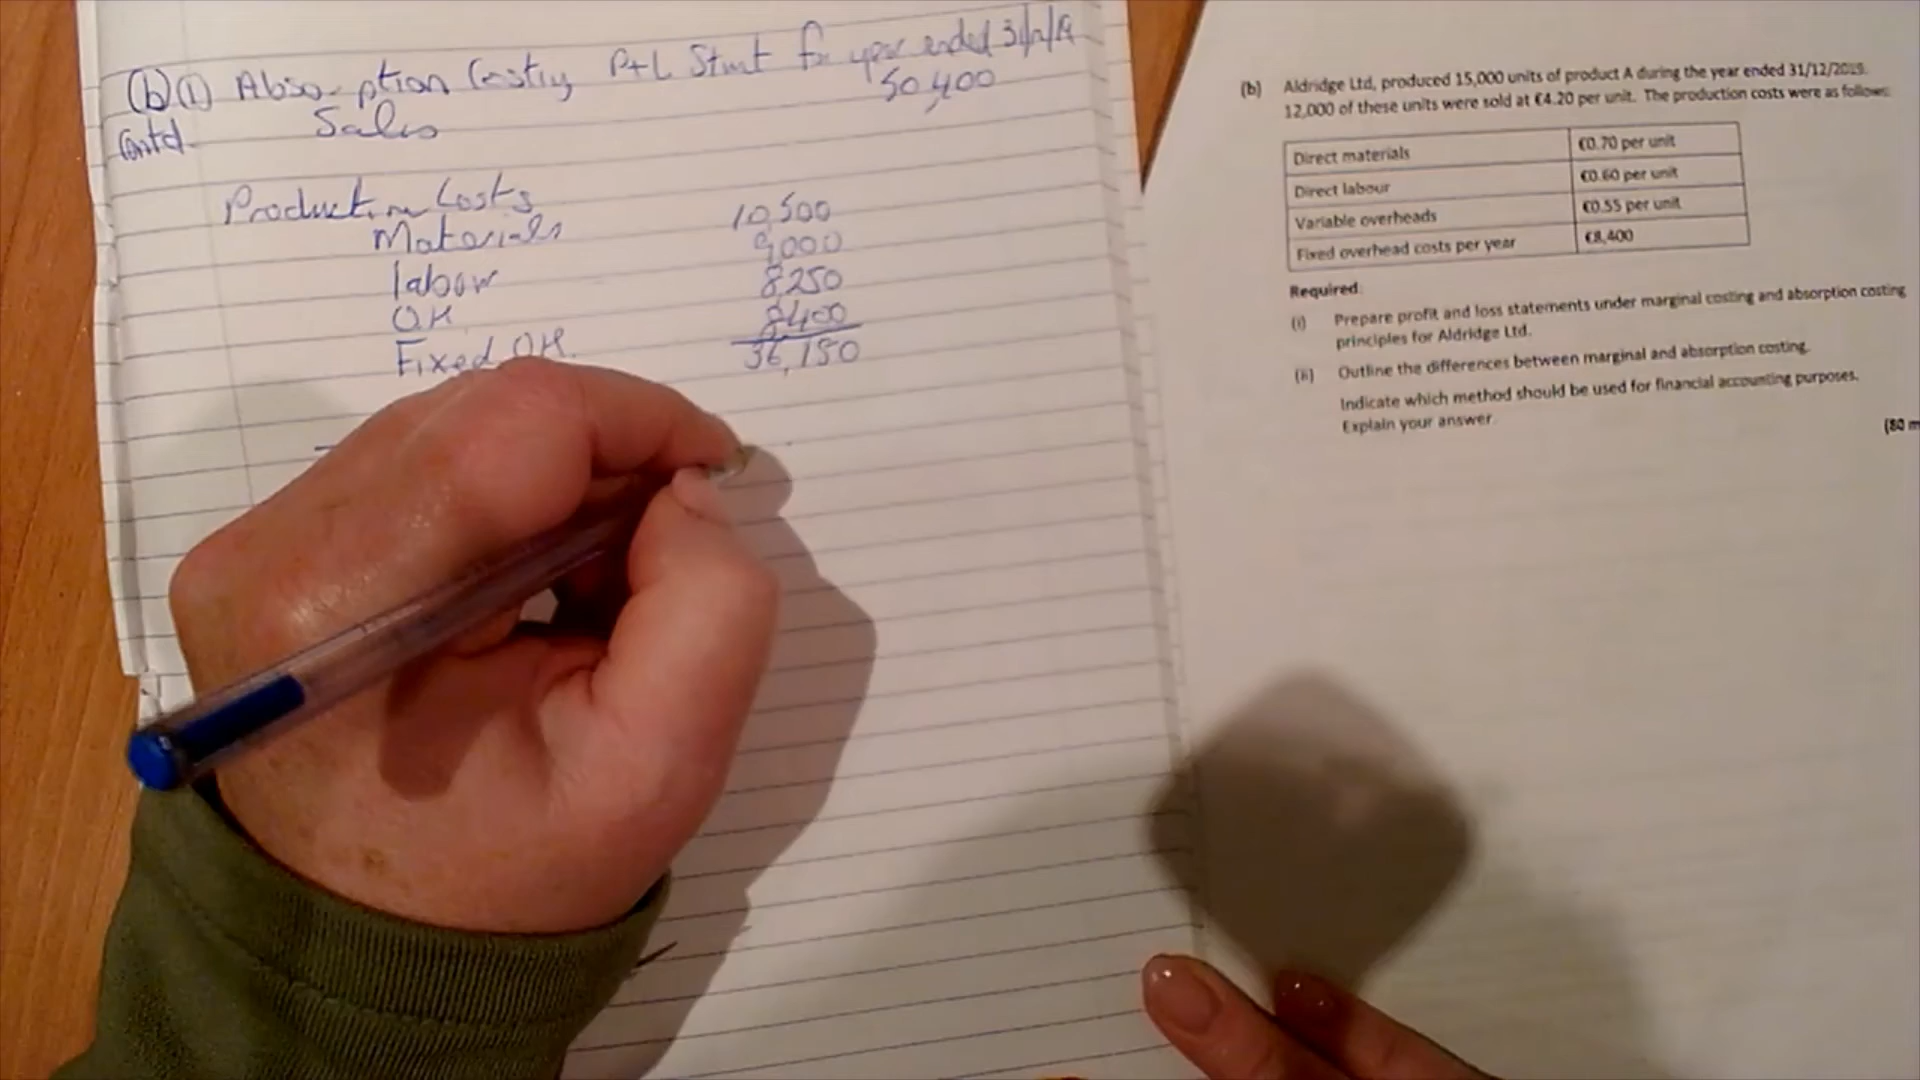 (b)(1) Absorption Costing P+L Stmt for year ended 31/12/19
Contd.
Sales 50,400
Production Costs
Materials 10,500
labour 9000
OH 8250
Fixed OH. 8400
36,150
(b) Aldridge Ltd, produced 15,000 units of product A during the year ended 31/12/2019.
12,000 of these units were sold at €4.20 per unit. The production costs were as follows:
Direct materials €0.70 per unit
Direct labour €0.60 per unit
Variable overheads €0.55 per unit
Fixed overhead costs per year €8,400
Required:
(i) Prepare profit and loss statements under marginal costing and absorption costing
principles for Aldridge Ltd.
(ii) Outline the differences between marginal and absorption costing.
Indicate which method should be used for financial accounting purposes.
Explain your answer.
(80 m